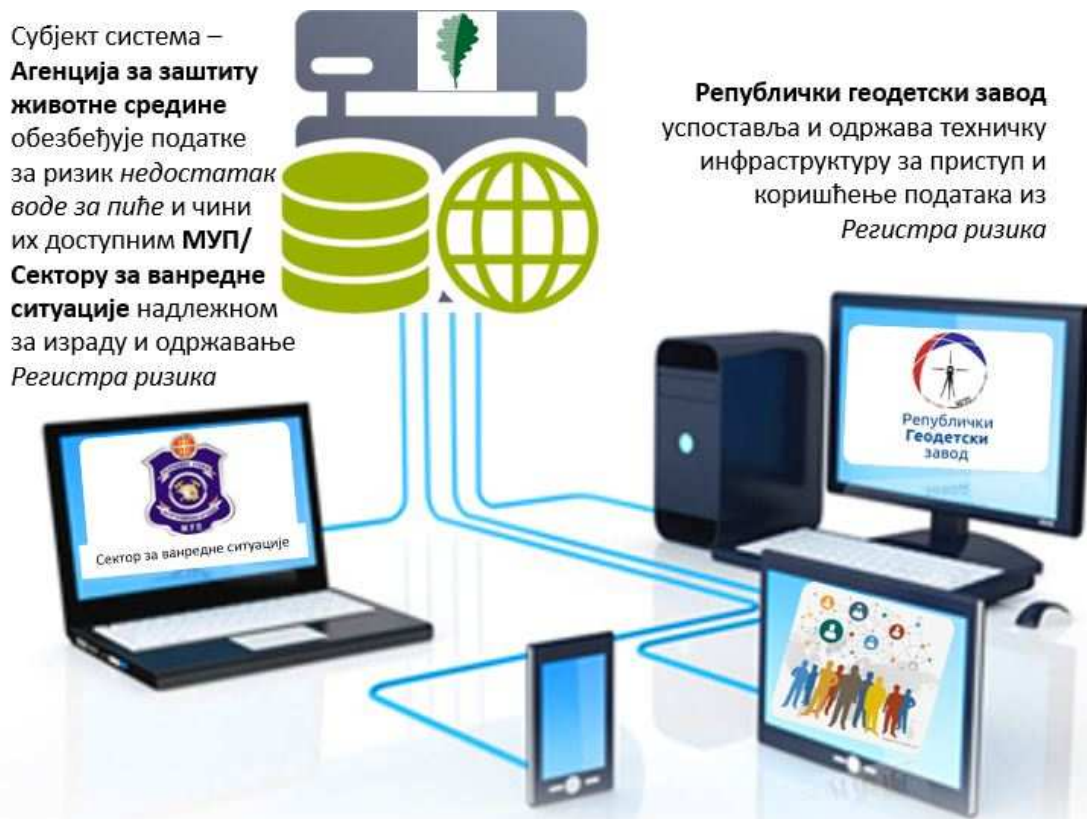 Субјект система –
Агенција за заштиту
животне средине
обезбеђује податке
за ризик недостатак
воде за пиће и чини
их доступним МУП/
Сектору за ванредне
ситуације надлежном
за израду и одржавање
Регистра ризика
Републички геодетски завод
успоставља и одржава техничку
инфраструктуру за приступ и
коришћење података из
Регистра ризика
Републички
Геодетски
завод
МУП
Сектор за ванредне ситуације